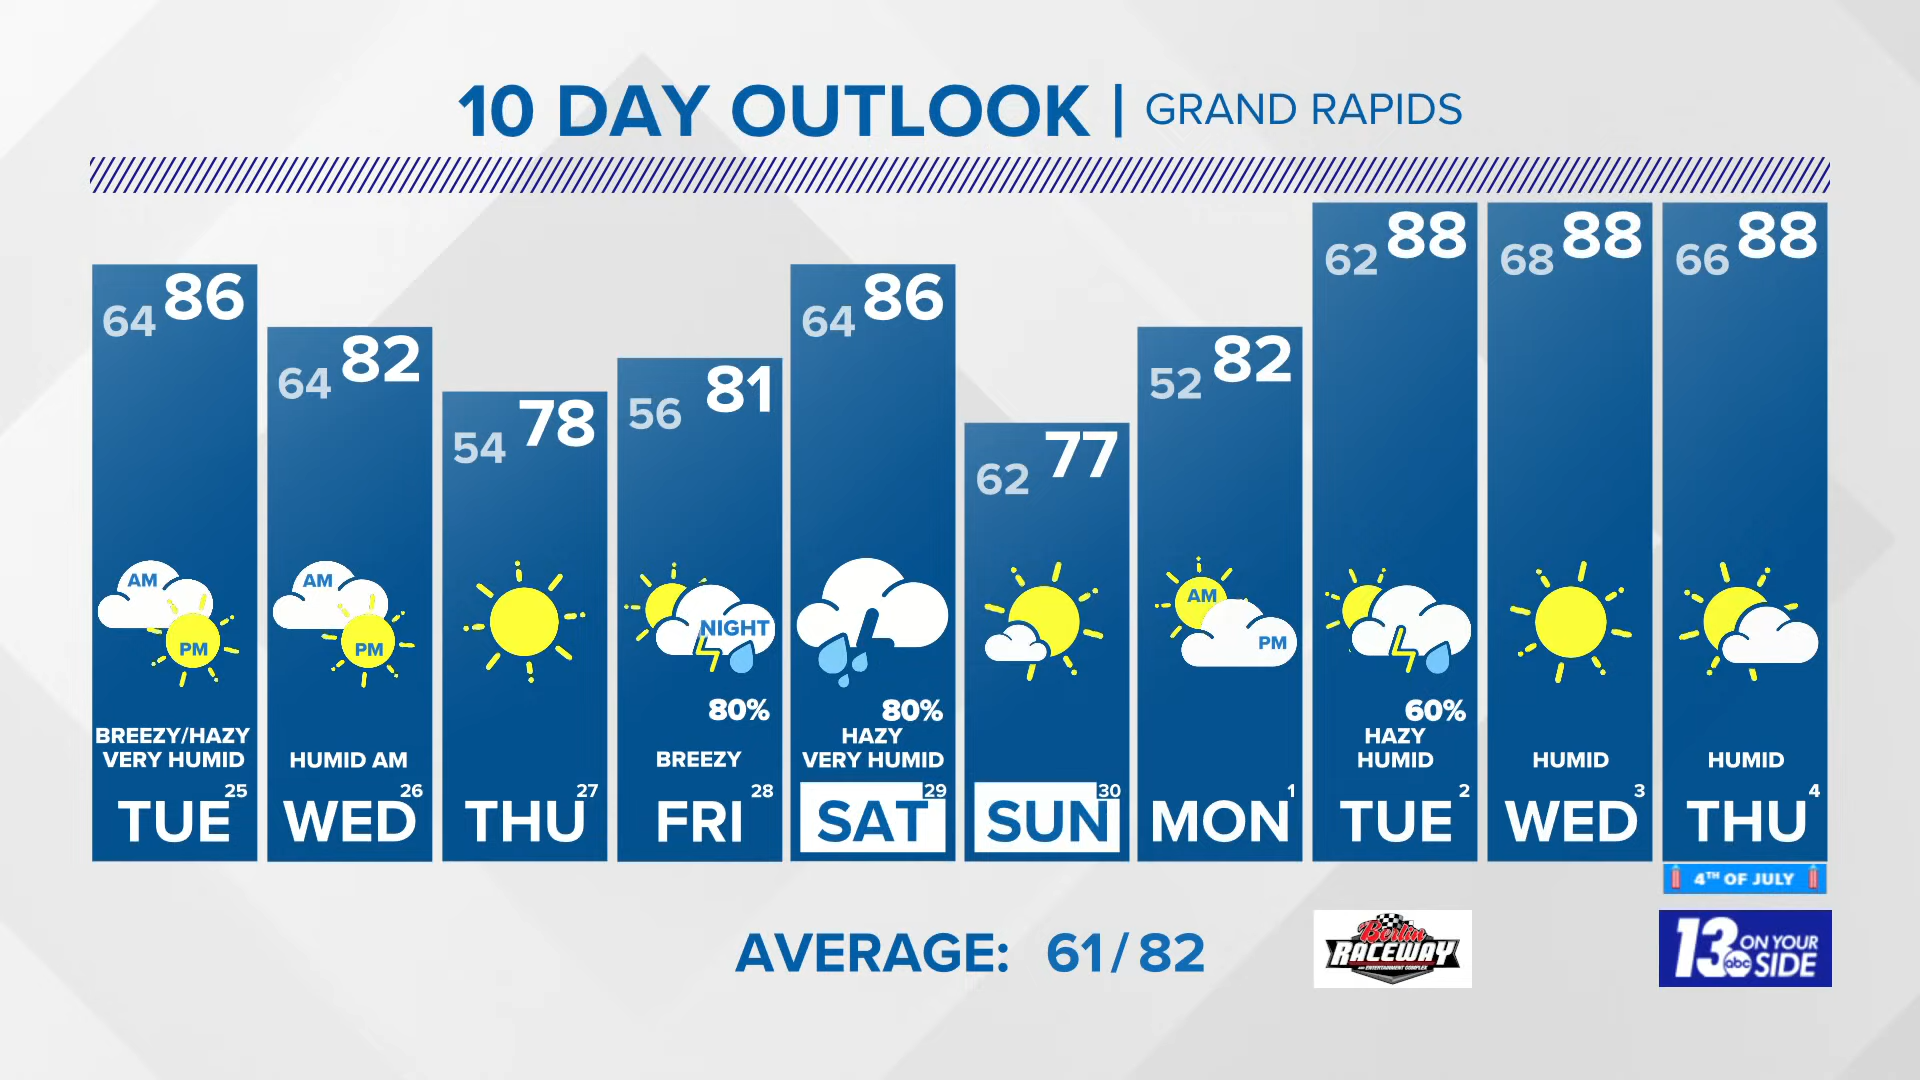 10 DAY OUTLOOK | GRAND RAPIDS
64 86
AM
PM
BREEZY/HAZY
VERY HUMID
25
TUE
64 82
AM
PM
HUMID AM
26
WED
54 78
27
THU
56 81
NIGHT
80%
BREEZY
28
FRI
64 86
80%
HAZY
VERY HUMID
29
SAT
62 77
30
SUN
52 82
AM
PM
1
MON
62 88
60%
HAZY
HUMID
2
TUE
68 88
HUMID
3
WED
66 88
HUMID
4
THU
4TH OF JULY
AVERAGE: 61/82
Berlin
RACEWAY
AND ENTERTAINMENT COMPLEX
13 abc ON YOUR
SIDE